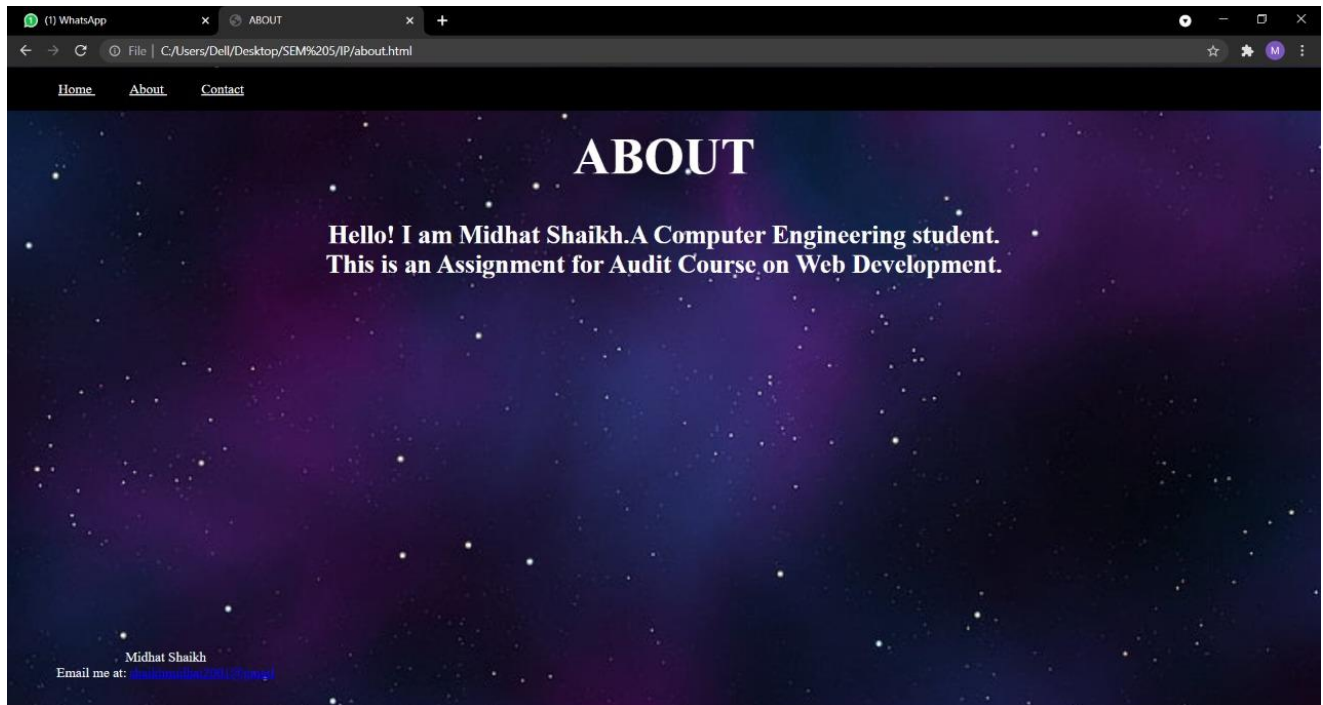 (1) WhatsApp
ABOUT
File | C:/Users/Dell/Desktop/SEM%205/IP/about.html
M
Home About Contact
ABOUT
Hello! I am Midhat Shaikh.A Computer Engineering student.
This is an Assignment for Audit Course on Web Development.
Midhat Shaikh
Email me at: